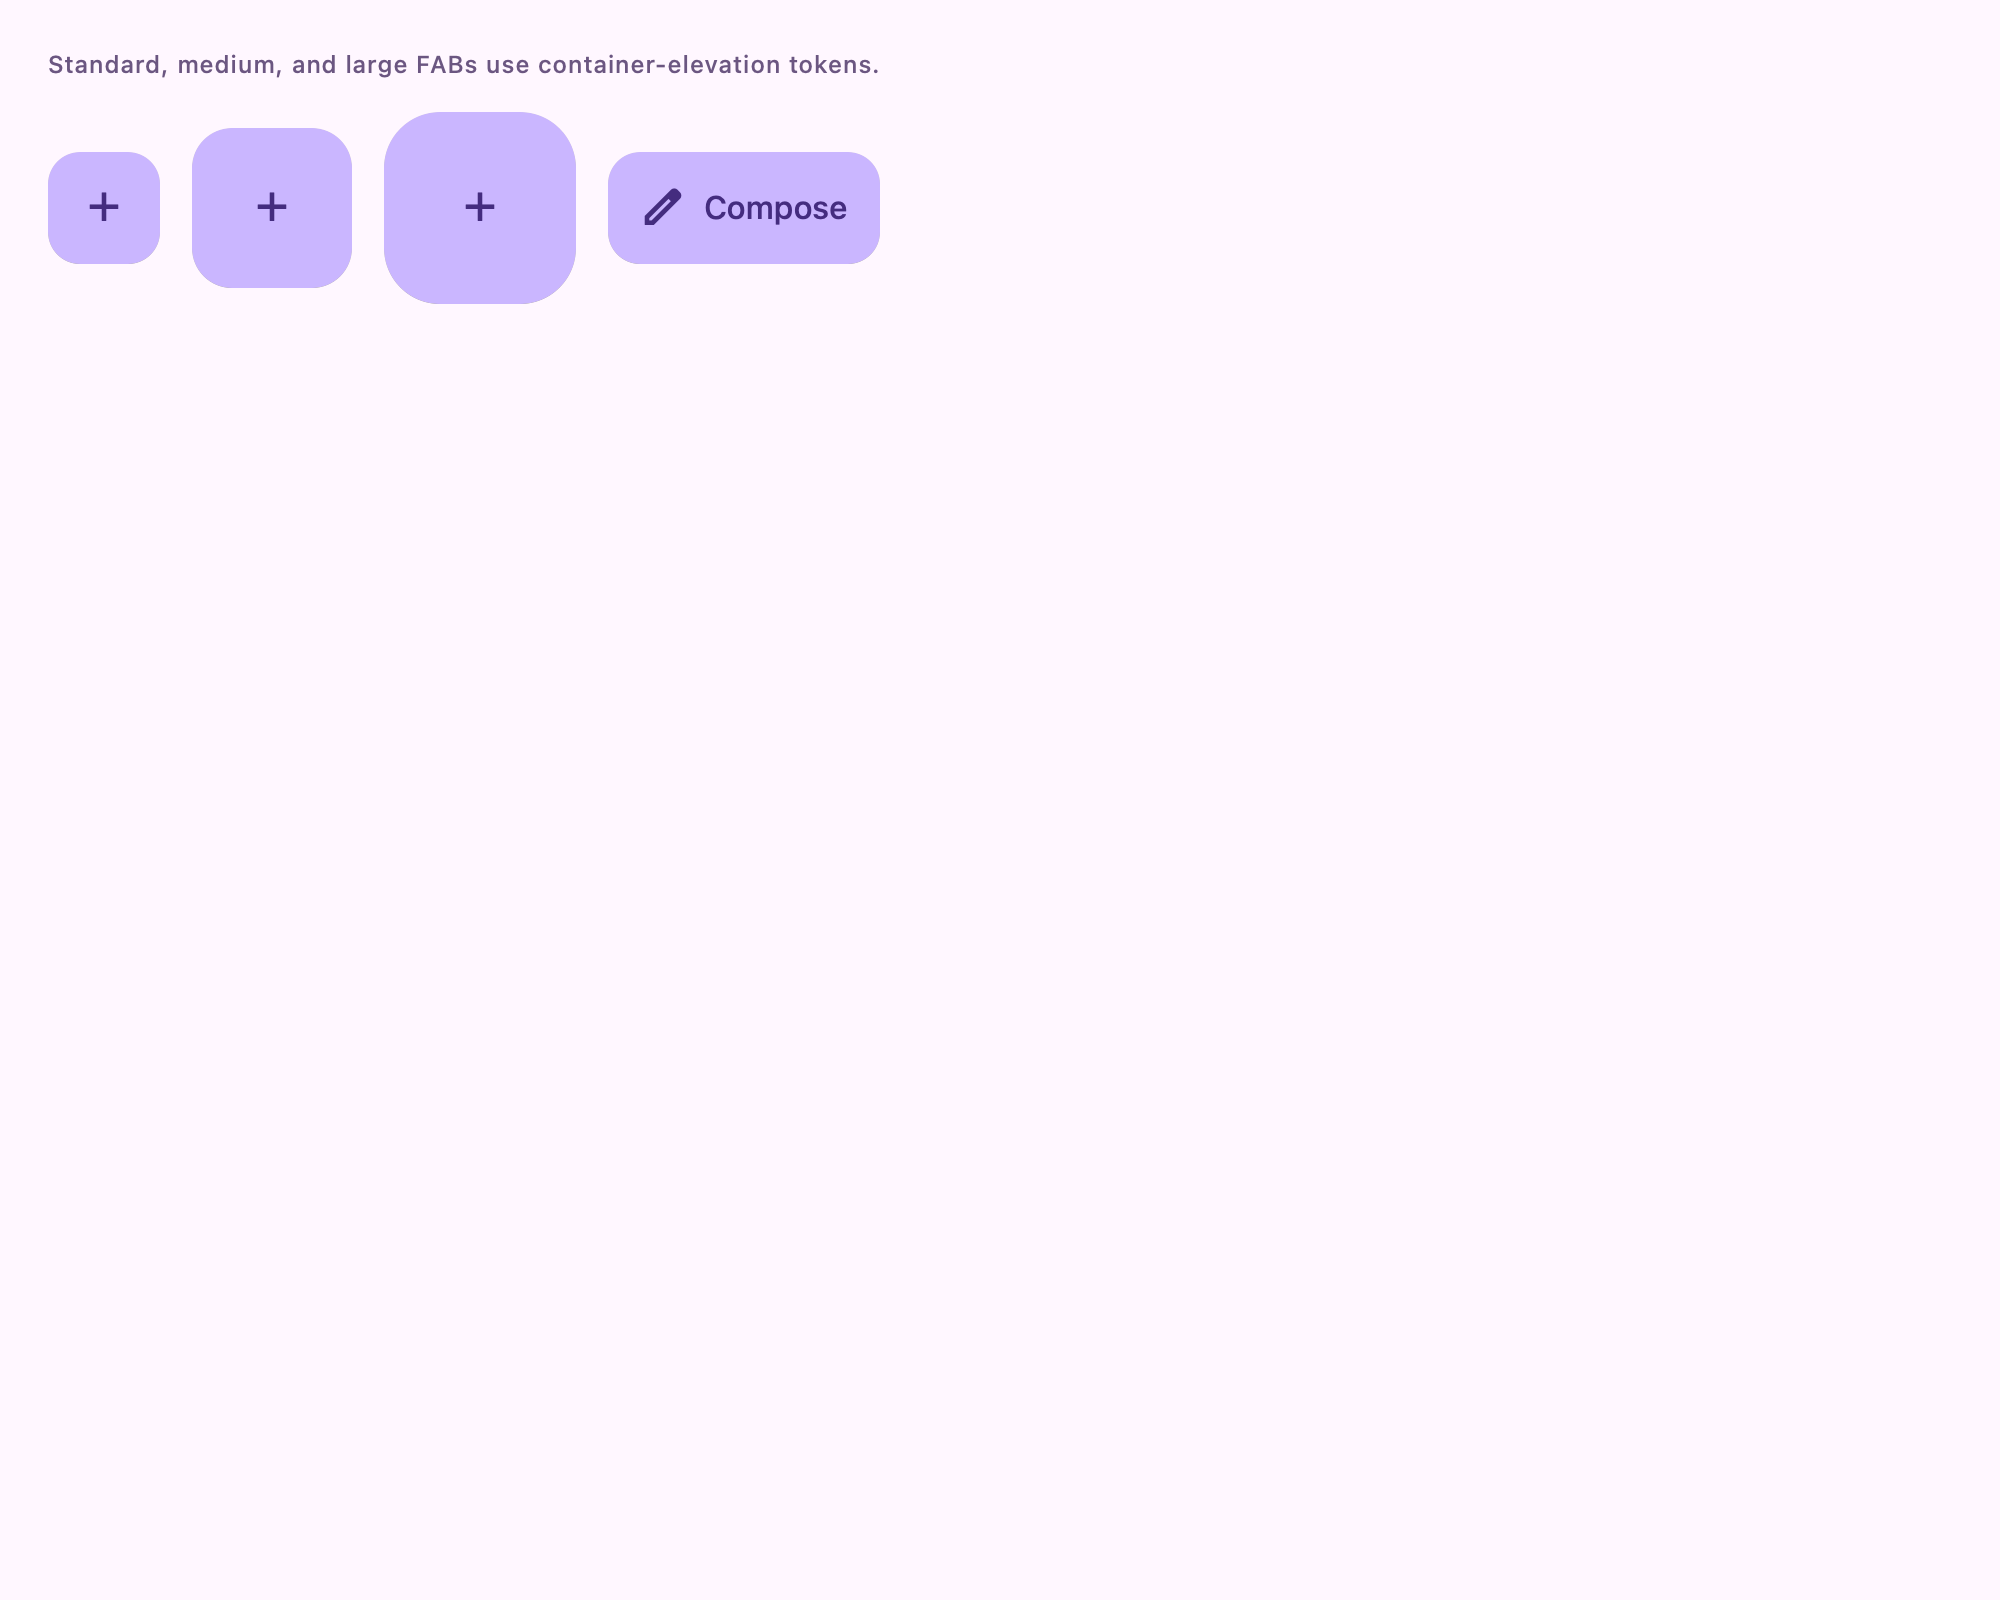 Standard, medium, and large FABs use container-elevation tokens.
Compose